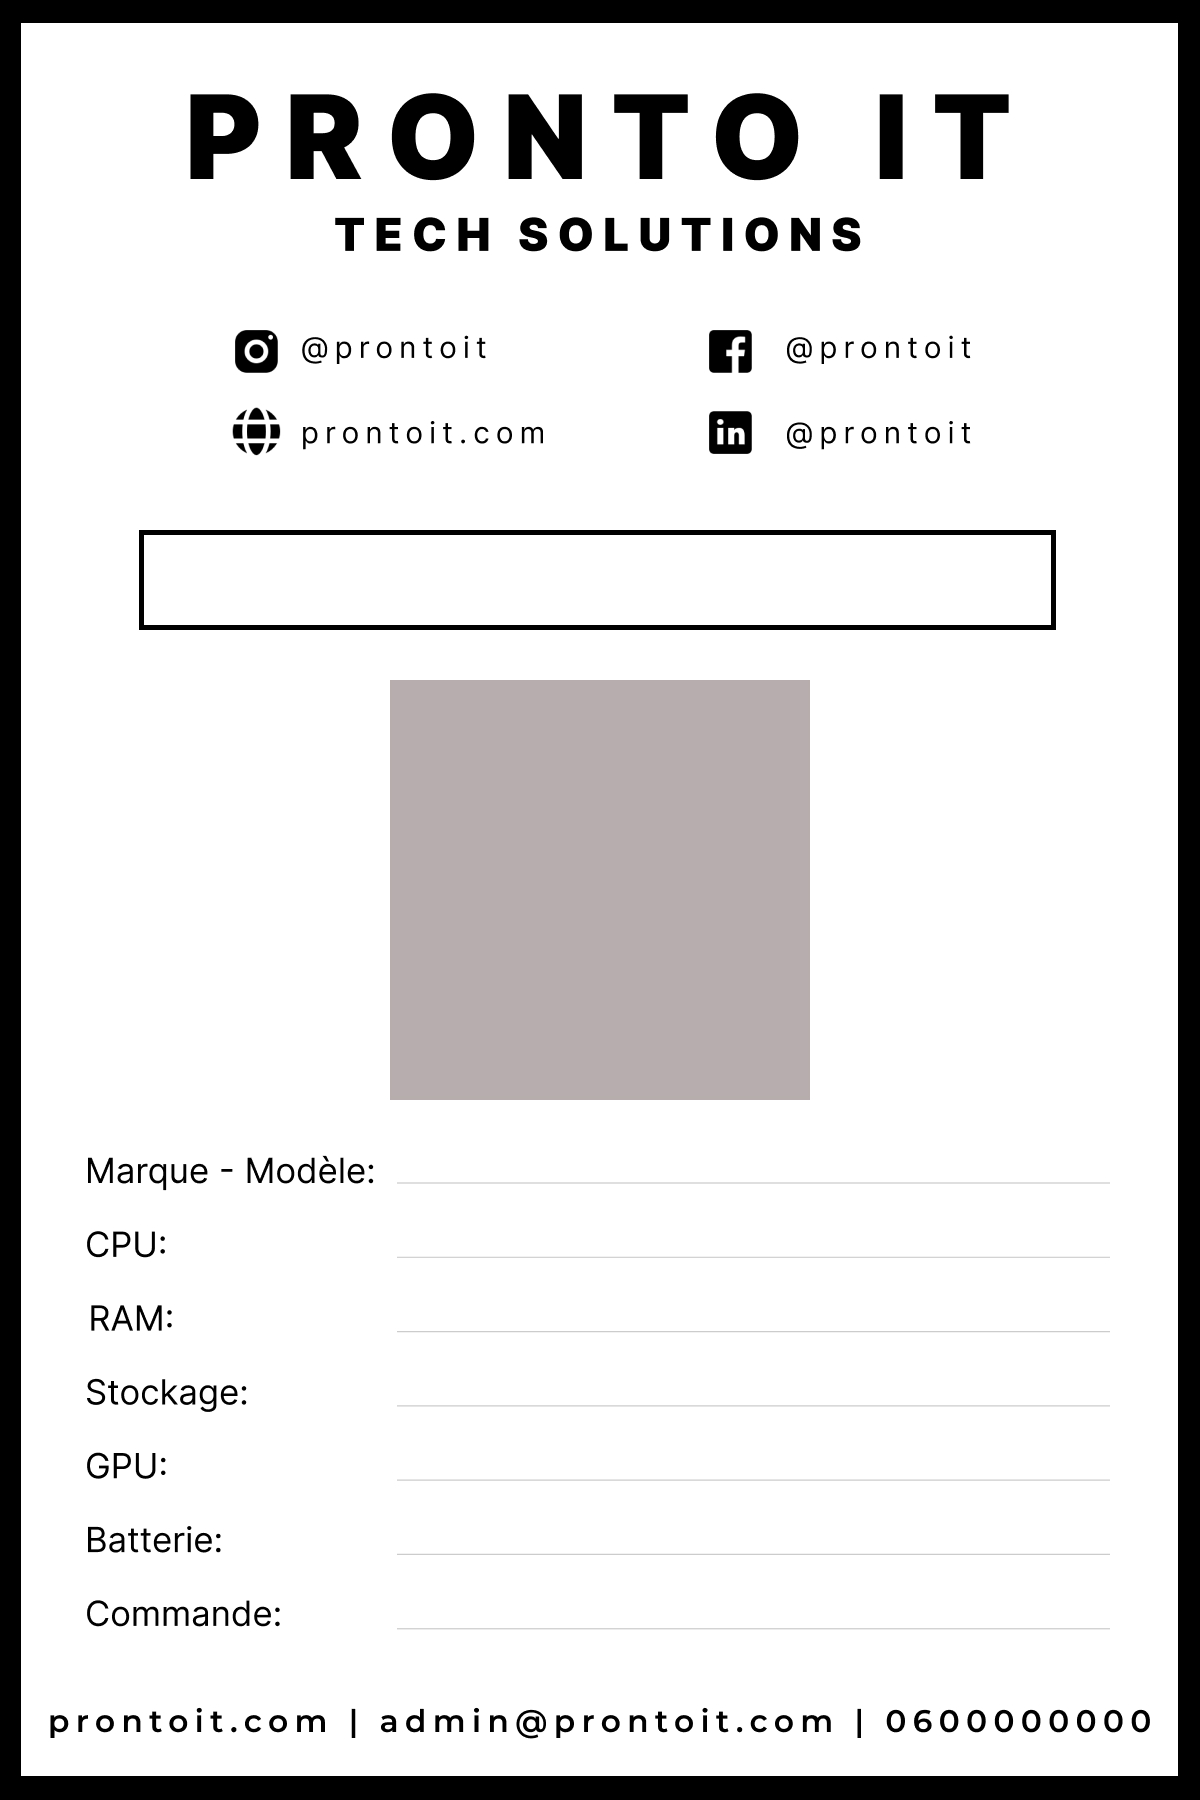 PRONTO IT
TECH SOLUTIONS
@prontoit
@prontoit
prontoit.com
@prontoit
Marque - Modèle:
CPU:
RAM:
Stockage:
GPU:
Batterie:
Commande:
prontoit.com | admin@prontoit.com | 0600000000